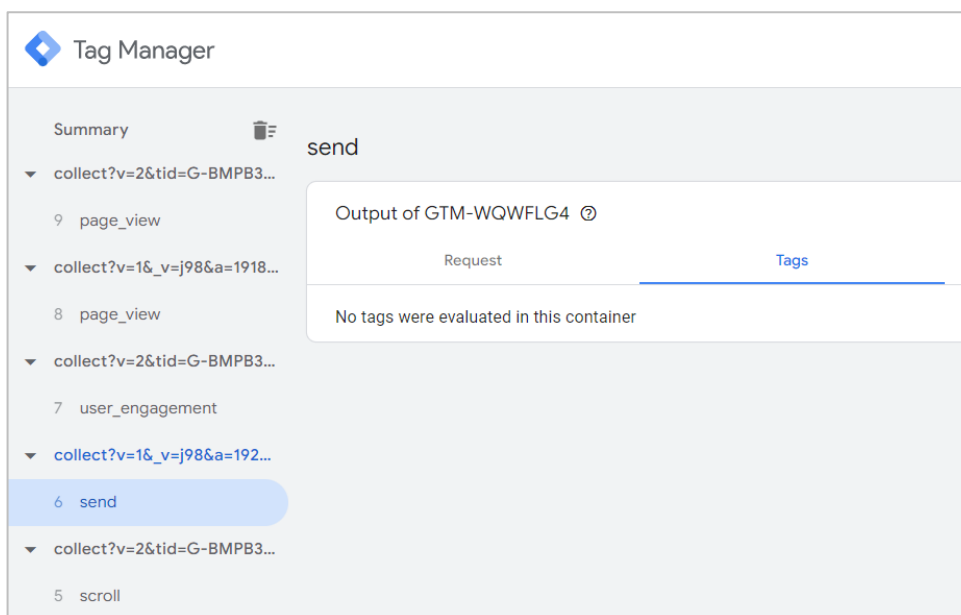 Tag Manager
Summary
collect?v=2&tid=G-BMPB3...
9 page_view
collect?v=1&_v=j98&a=1918...
8 page_view
collect?v=2&tid=G-BMPB3...
7 user_engagement
collect?v=1&_v=j98&a=192...
6 send
collect?v=2&tid=G-BMPB3...
5 scroll
send
Output of GTM-WQWFLG4
Request
Tags
No tags were evaluated in this container